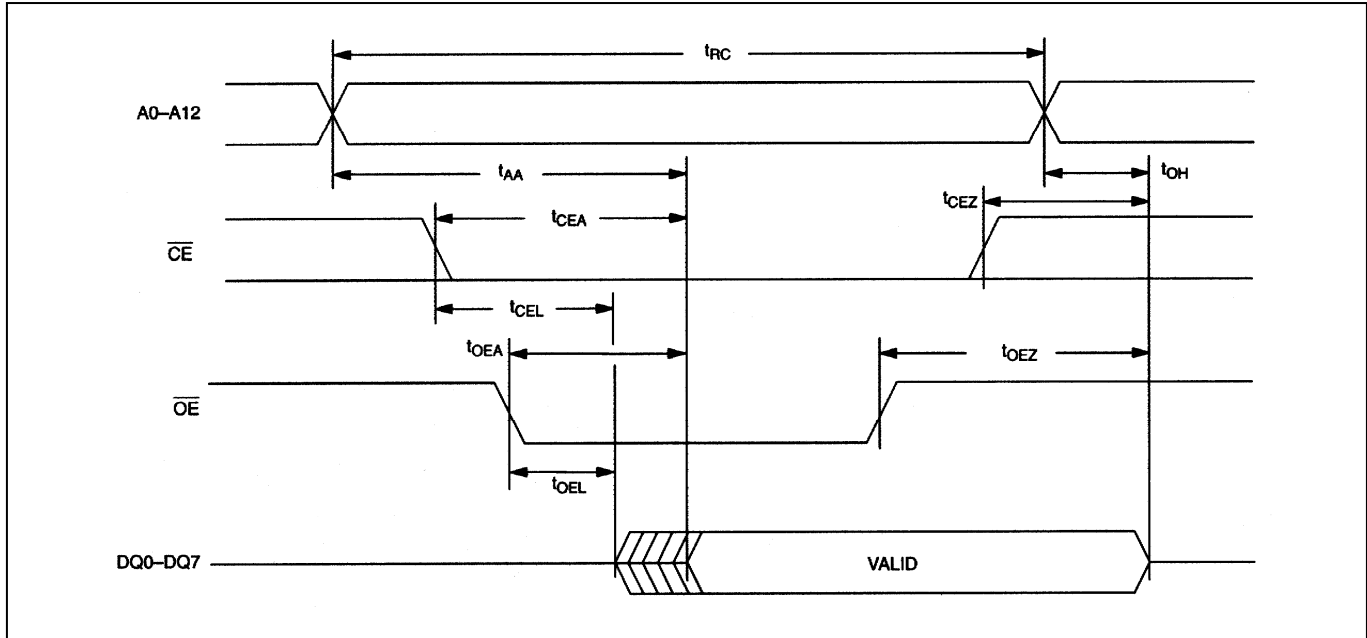 tRC
A0–A12
tAA
tOH
tCEZ
tCEA
CE
tCEL
tOEA
tOEZ
OE
tOEL
DQ0–DQ7
VALID